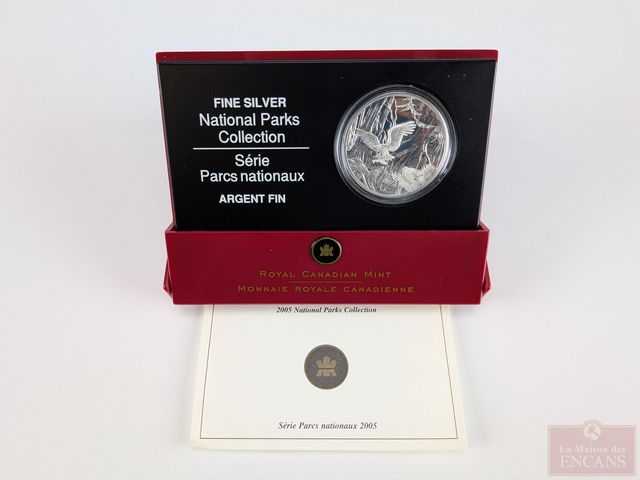 FINE SILVER
National Parks
Collection
Série
Parcs nationaux
ARGENT FIN
ROYAL CANADIAN MINT
MONNAIE ROYALE CANADIENNE
2005 National Parks Collection
Série Parcs nationaux 2005
La Maison des
ENCANS